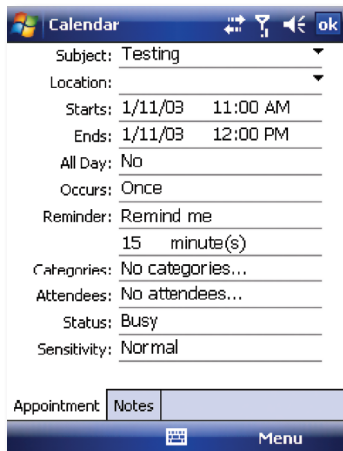 Calendar ok
Subject: Testing
Location:
Starts: 1/11/03 11:00 AM
Ends: 1/11/03 12:00 PM
All Day: No
Occurs: Once
Reminder: Remind me
15 minute(s)
Categories: No categories...
Attendees: No attendees...
Status: Busy
Sensitivity: Normal
Appointment Notes
Menu